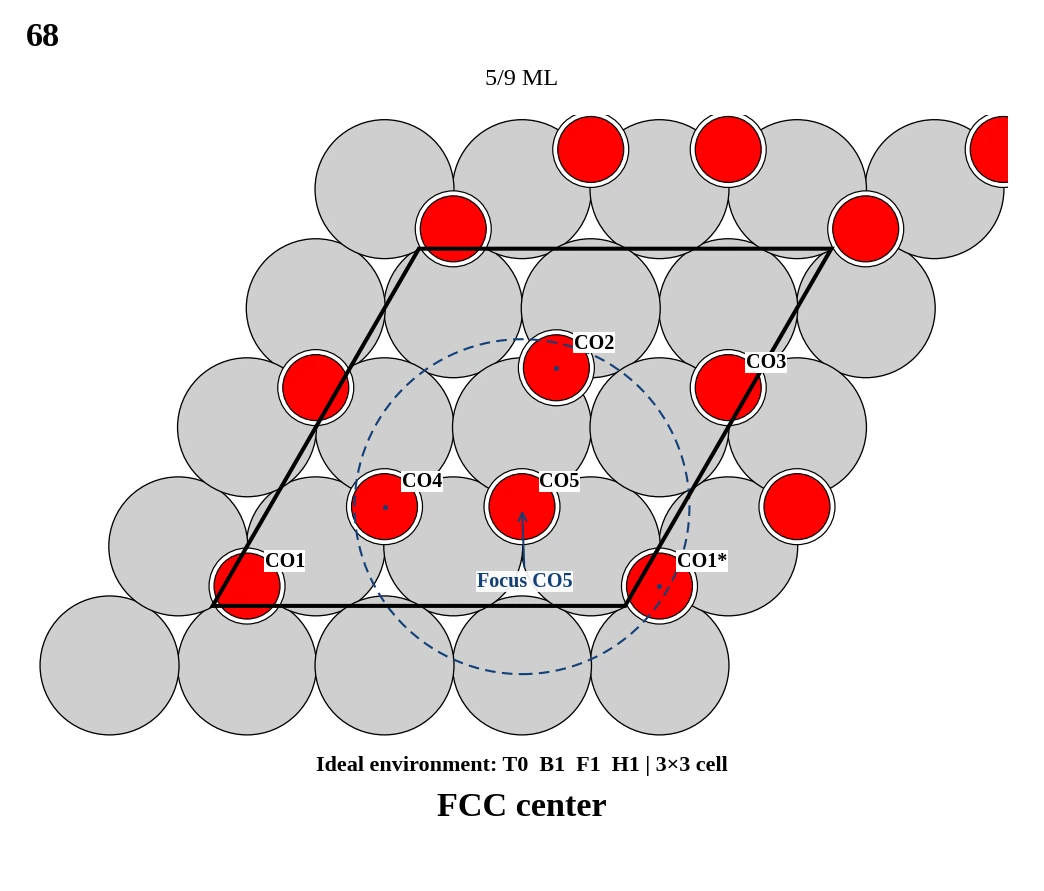 68
5/9 ML
CO2
CO3
CO4
CO5
CO1
CO1*
Focus CO5
Ideal environment: T0 B1 F1 H1 | 3×3 cell
FCC center